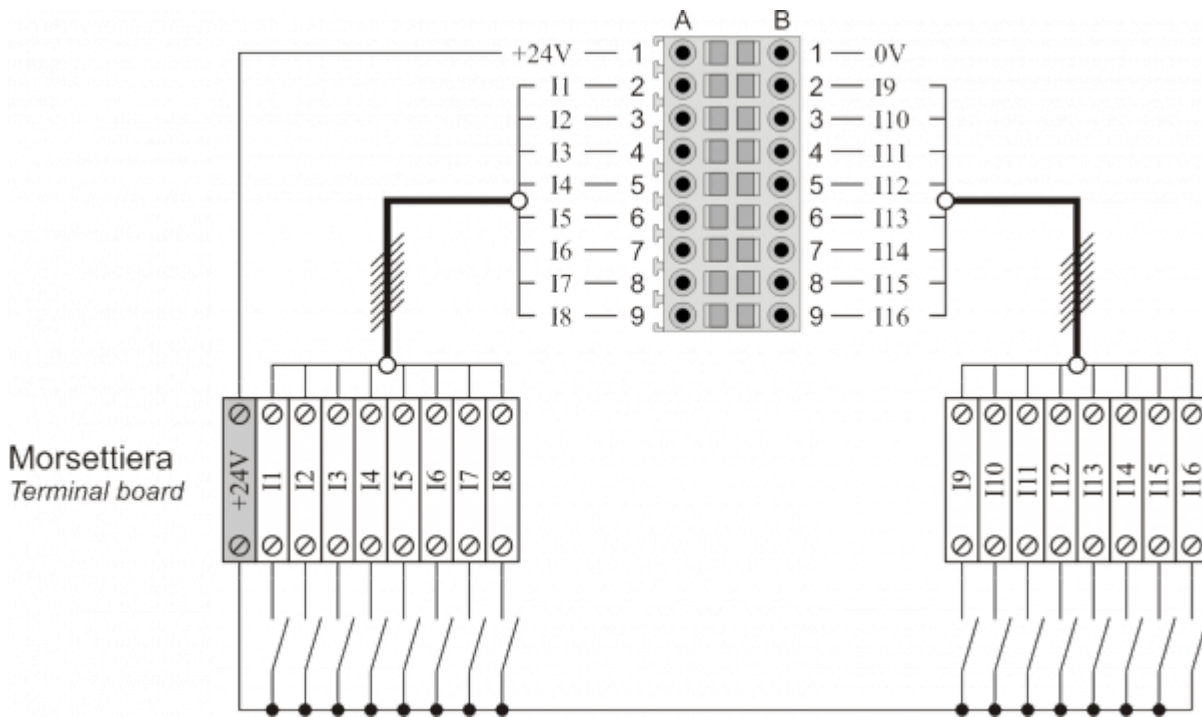 A B
+24V 1 1 0V
I1 2 2 I9
I2 3 3 I10
I3 4 4 I11
I4 5 5 I12
I5 6 6 I13
I6 7 7 I14
I7 8 8 I15
I8 9 9 I16
Morsettiera
Terminal board
+24V I1 I2 I3 I4 I5 I6 I7 I8 I9 I10 I11 I12 I13 I14 I15 I16